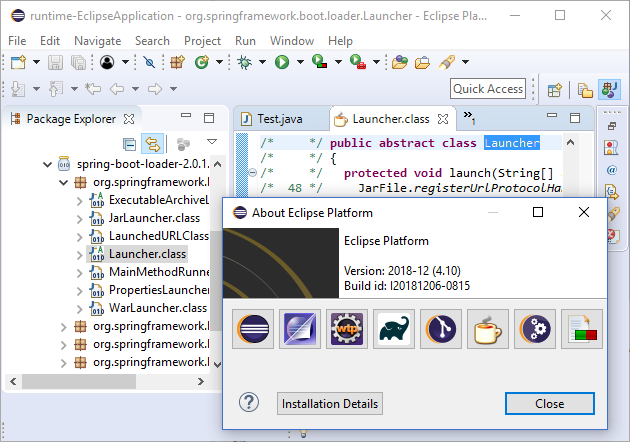 runtime-EclipseApplication - org.springframework.boot.loader.Launcher - Eclipse Pla...
File Edit Navigate Search Project Run Window Help
Quick Access
Package Explorer
Test.java Launcher.class »1
spring-boot-loader-2.0.1.
org.springframework.
ExecutableArchiveL
JarLauncher.class
LaunchedURLClass
Launcher.class
MainMethodRunne
PropertiesLauncher
WarLauncher.class
org.springframework.
org.springframework.
org.springframework.
/* */ public abstract class Launcher
/* */ {
/* */ protected void launch(String[]
/* 48 */ JarFile.registerUrlProtocolHa
About Eclipse Platform
Eclipse Platform
Version: 2018-12 (4.10)
Build id: I20181206-0815
wtp
? Installation Details Close